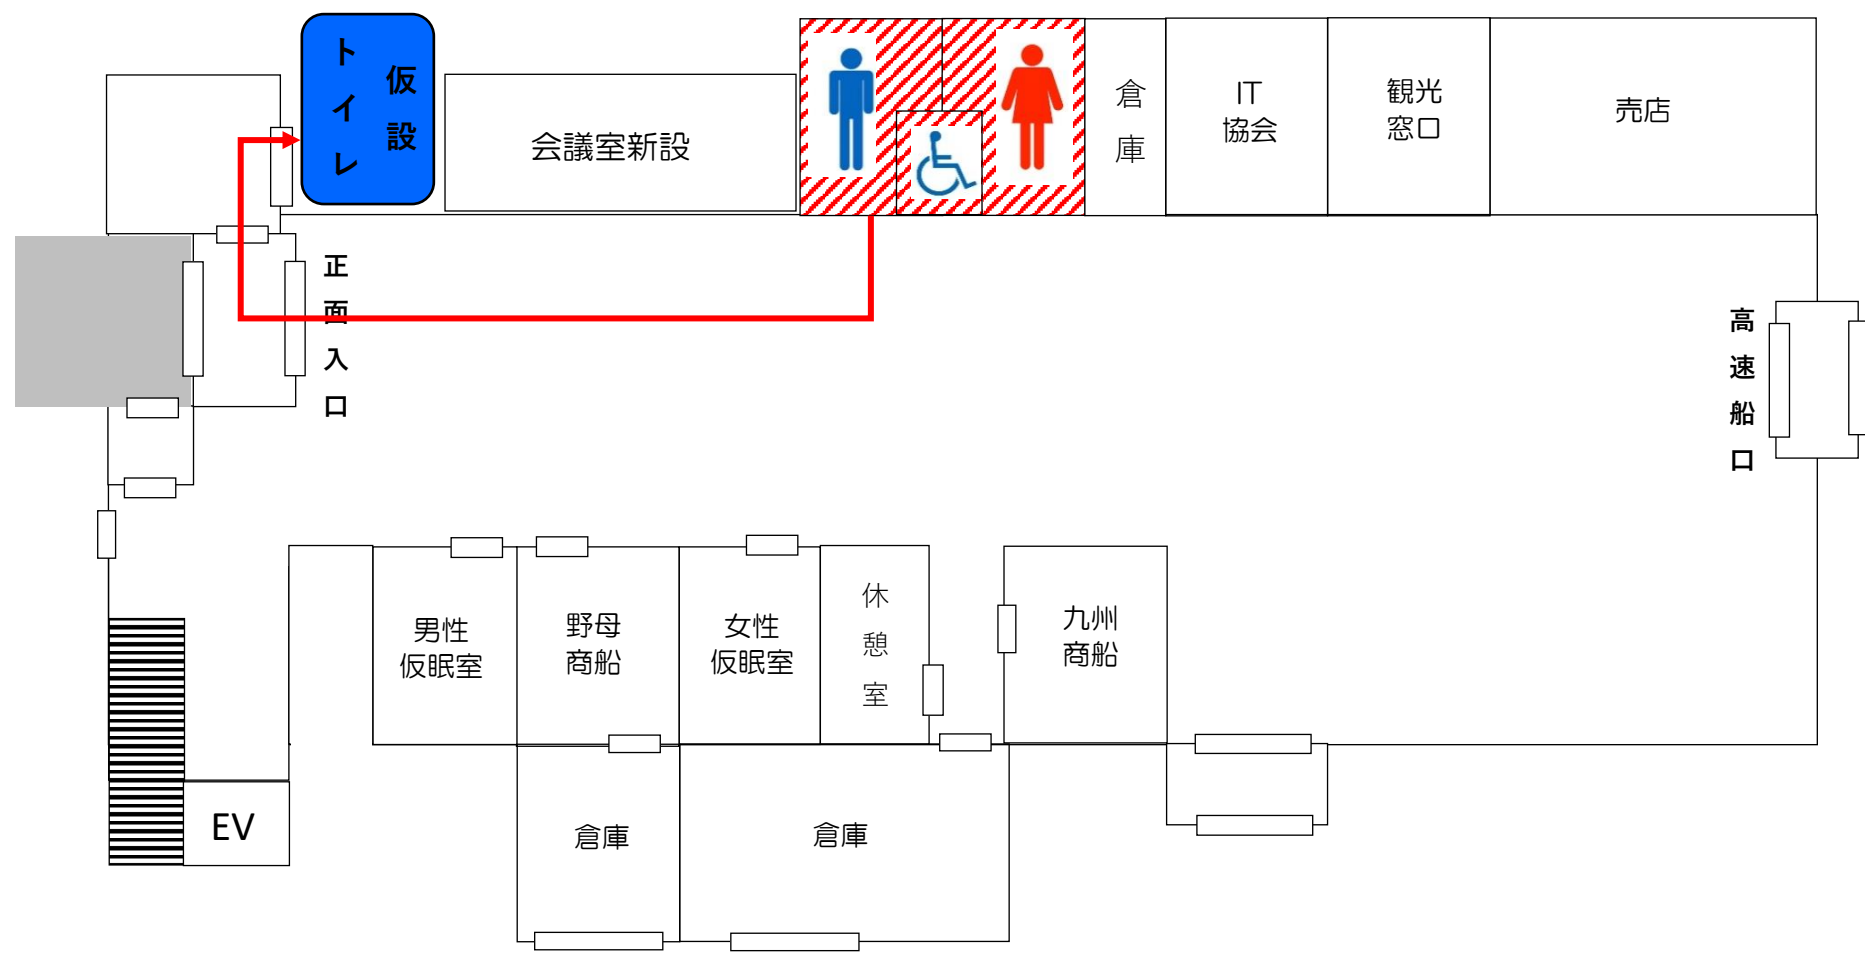 仮設
トイレ
会議室新設
倉庫
IT
協会
観光
窓口
売店
正面入口
高速船口
男性
仮眠室
野母
商船
女性
仮眠室
休憩室
九州
商船
EV
倉庫
倉庫